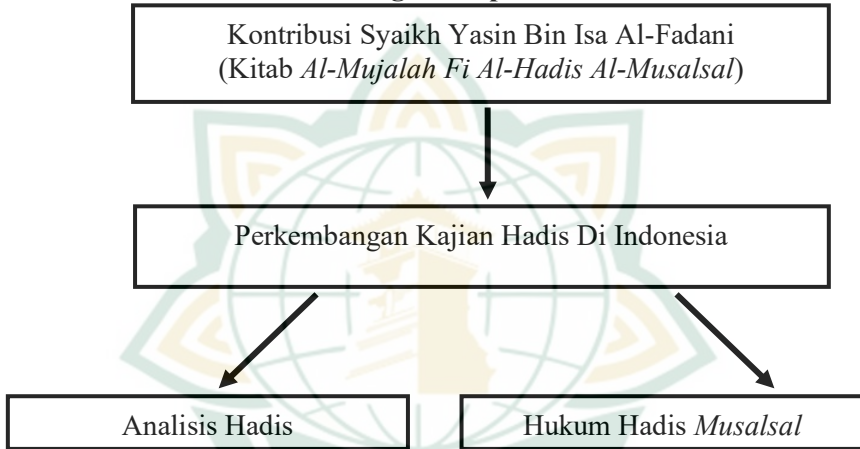 Kontribusi Syaikh Yasin Bin Isa Al-Fadani
(Kitab Al-Mujalah Fi Al-Hadis Al-Musalsal)
Perkembangan Kajian Hadis Di Indonesia
Analisis Hadis
Hukum Hadis Musalsal